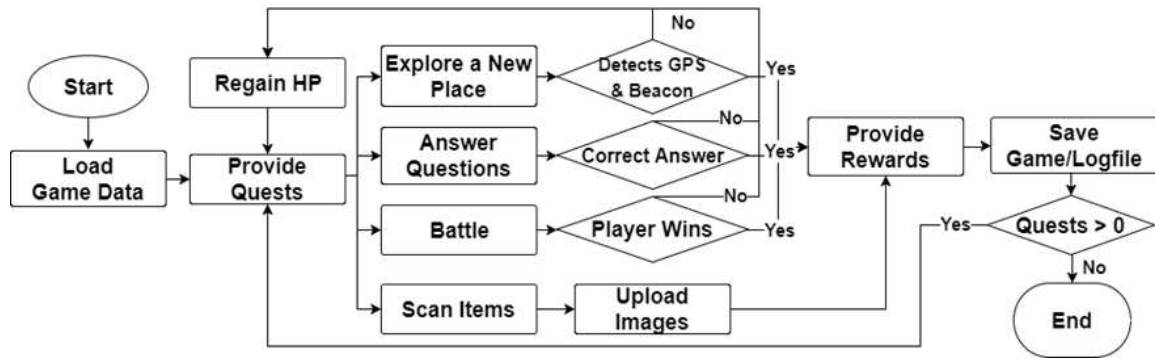 Start
Load
Game Data
Regain HP
Provide
Quests
Explore a New
Place
Answer
Questions
Battle
Scan Items
Detects GPS
& Beacon
No
Yes
Correct Answer
No
Yes
Player Wins
No
Yes
Upload
Images
Provide
Rewards
Save
Game/Logfile
Quests > 0
Yes
No
End